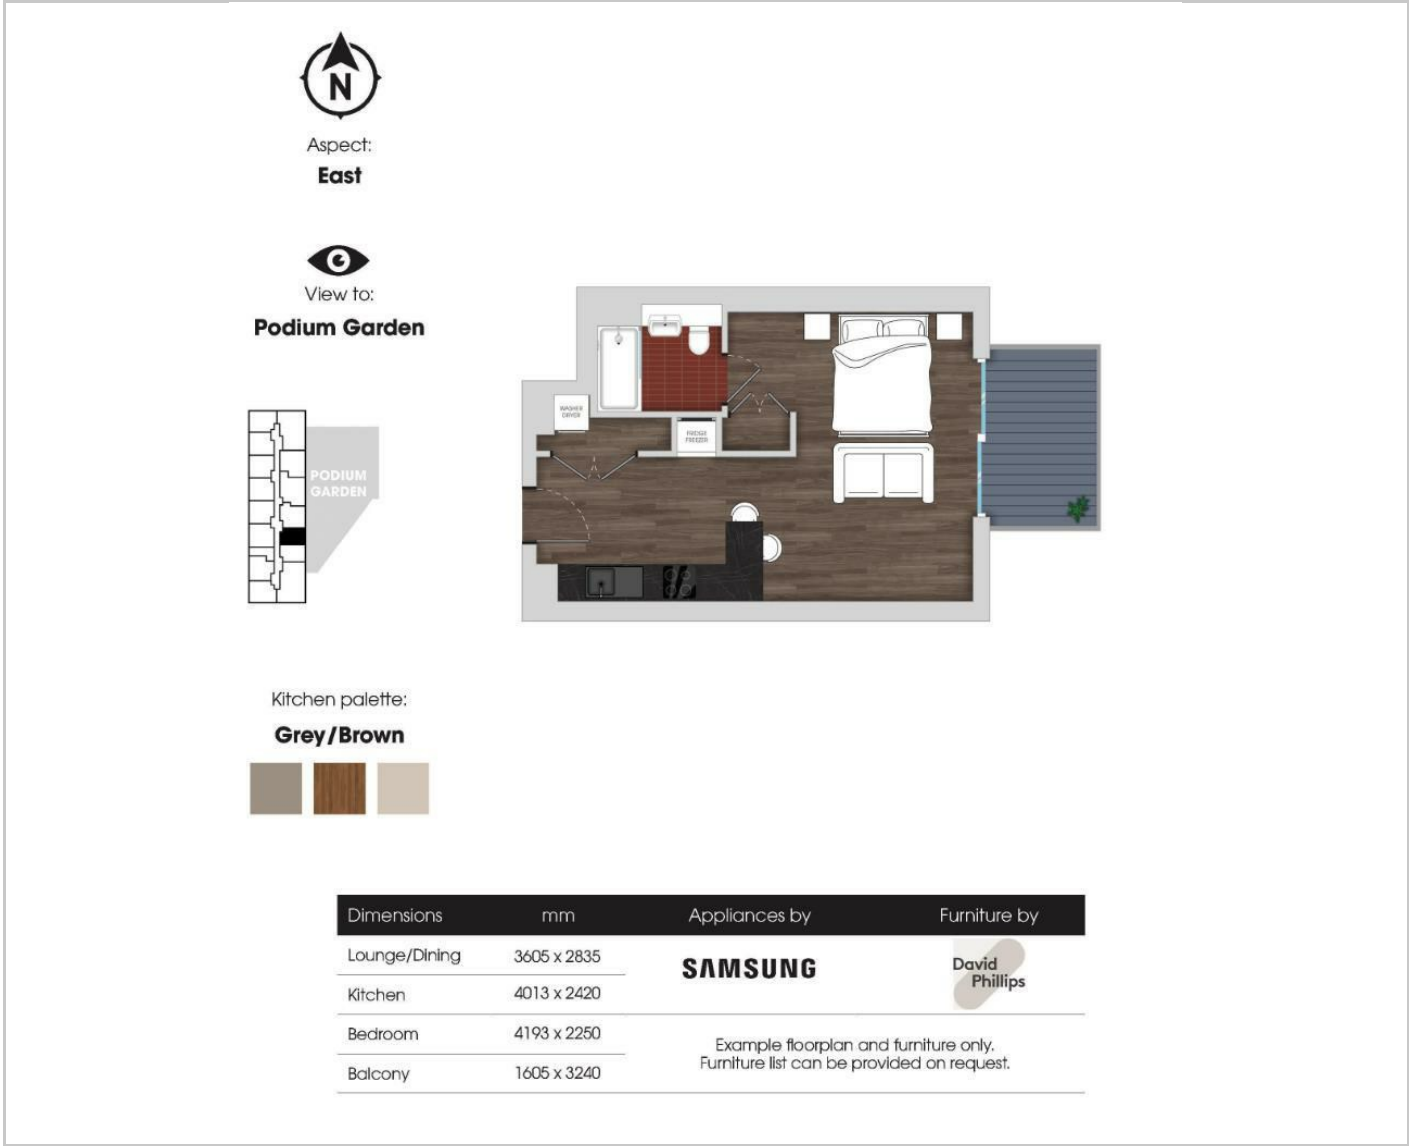 N
Aspect:
East
View to:
Podium Garden
PODIUM
GARDEN
WASHER
DRYER
FRIDGE
FREEZER
Kitchen palette:
Grey/Brown
Dimensions mm Appliances by Furniture by
Lounge/Dining 3605 x 2835
SAMSUNG
David
Phillips
Kitchen 4013 x 2420
Bedroom 4193 x 2250
Example floorplan and furniture only.
Furniture list can be provided on request.
Balcony 1605 x 3240